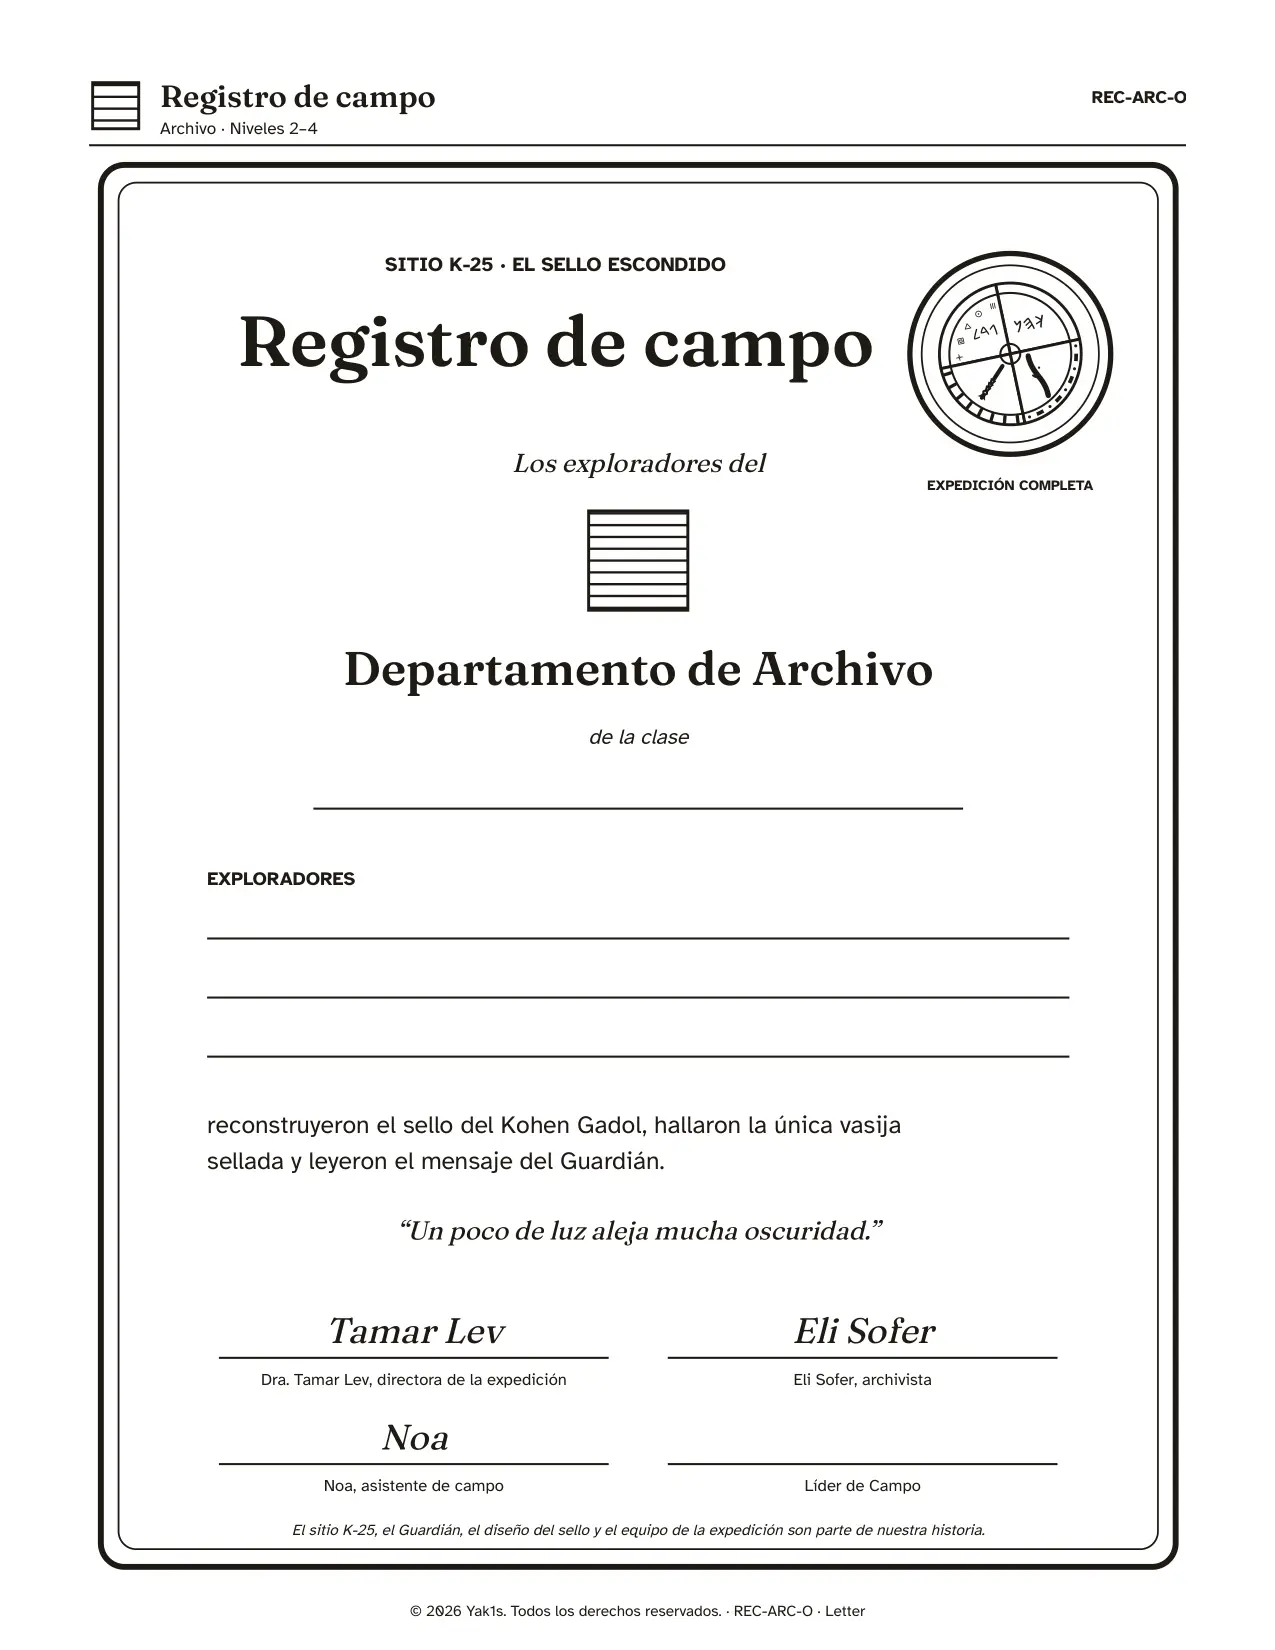 Registro de campo
REC-ARC-O
Archivo · Niveles 2–4
SITIO K-25 · EL SELLO ESCONDIDO
Registro de campo
EXPEDICIÓN COMPLETA
Los exploradores del
Departamento de Archivo
de la clase
EXPLORADORES
reconstruyeron el sello del Kohen Gadol, hallaron la única vasija
sellada y leyeron el mensaje del Guardián.
“Un poco de luz aleja mucha oscuridad.”
Tamar Lev
Eli Sofer
Dra. Tamar Lev, directora de la expedición
Eli Sofer, archivista
Noa
Noa, asistente de campo
Líder de Campo
El sitio K-25, el Guardián, el diseño del sello y el equipo de la expedición son parte de nuestra historia.
© 2026 Yak1s. Todos los derechos reservados. · REC-ARC-O · Letter